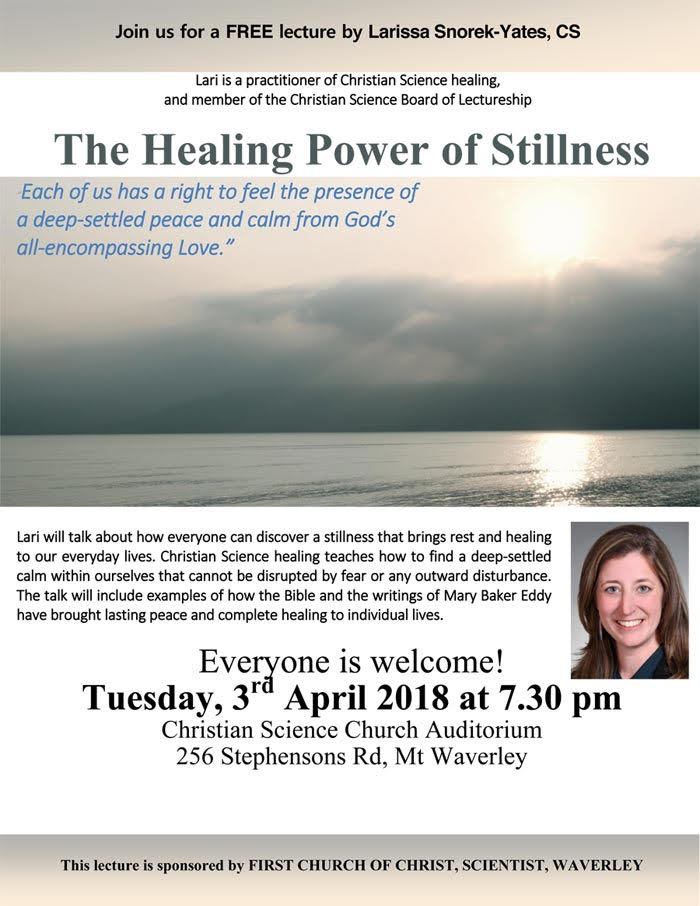 Join us for a FREE lecture by Larissa Snorek-Yates, CS
Lari is a practitioner of Christian Science healing,
and member of the Christian Science Board of Lectureship
The Healing Power of Stillness
“Each of us has a right to feel the presence of
a deep-settled peace and calm from God’s
all-encompassing Love.”
Lari will talk about how everyone can discover a stillness that brings rest and healing
to our everyday lives. Christian Science healing teaches how to find a deep-settled
calm within ourselves that cannot be disrupted by fear or any outward disturbance.
The talk will include examples of how the Bible and the writings of Mary Baker Eddy
have brought lasting peace and complete healing to individual lives.
Everyone is welcome!
Tuesday, 3rd April 2018 at 7.30 pm
Christian Science Church Auditorium
256 Stephensons Rd, Mt Waverley
This lecture is sponsored by FIRST CHURCH OF CHRIST, SCIENTIST, WAVERLEY